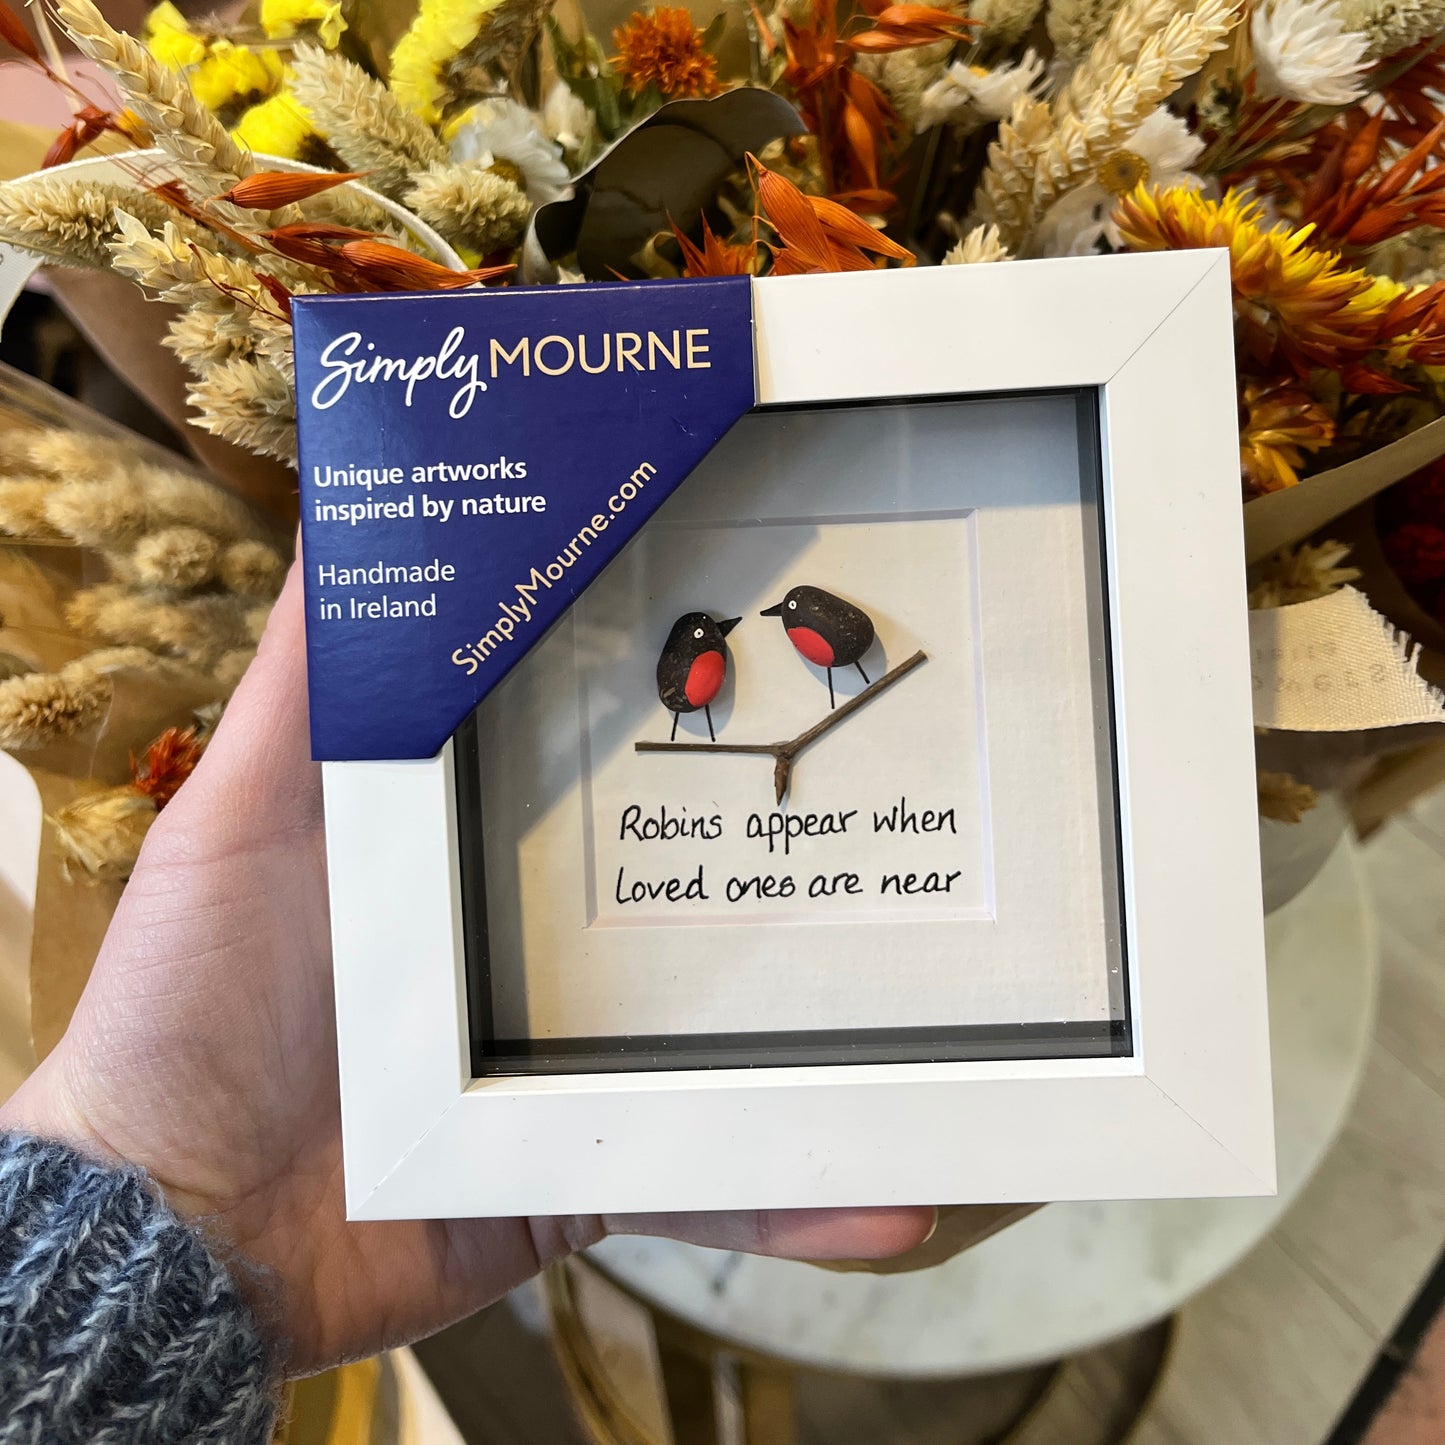 Simply MOURNE
Unique artworks
inspired by nature
Handmade
in Ireland
SimplyMourne.com
Robins appear when
Loved ones are near